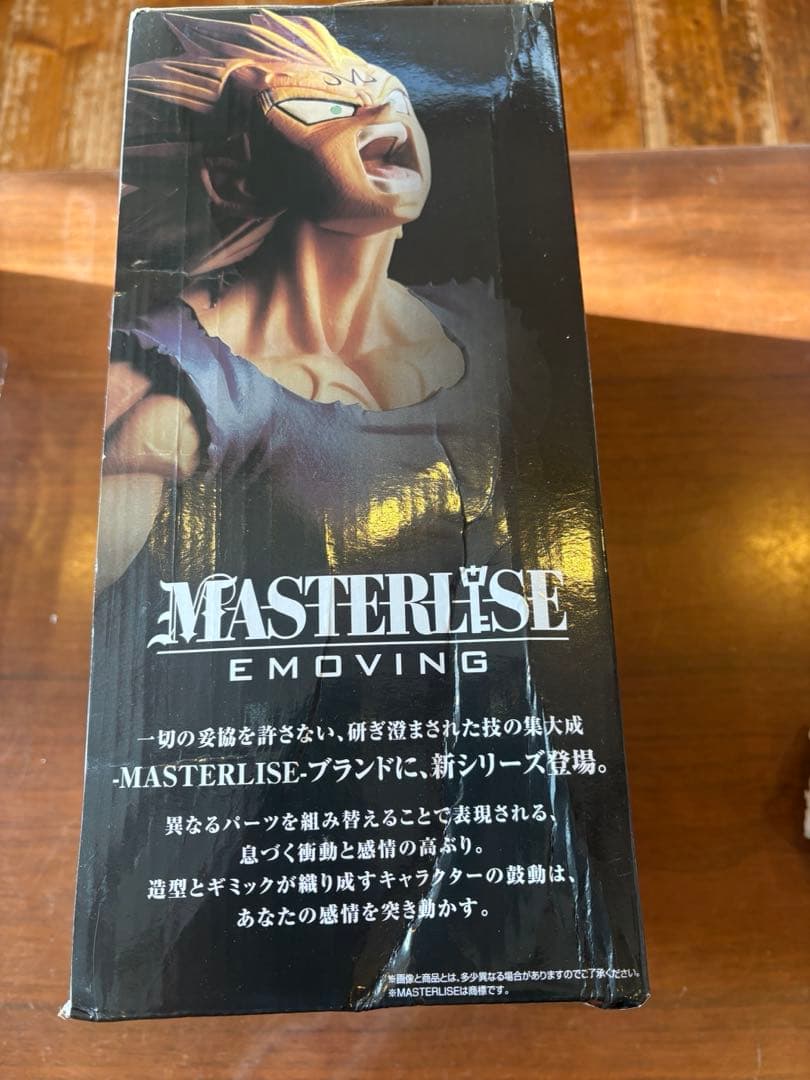 MASTERLISE
EMOVING
一切の妥協を許さない、研ぎ澄まされた技の集大成
-MASTERLISE-ブランドに、新シリーズ登場。
異なるパーツを組み替えることで表現される、
息づく衝動と感情の高ぶり。
造型とギミックが織り成すキャラクターの鼓動は、
あなたの感情を突き動かす。
※画像と商品とは、多少異なる場合がありますのでご了承ください。
※MASTERLISEは商標です。